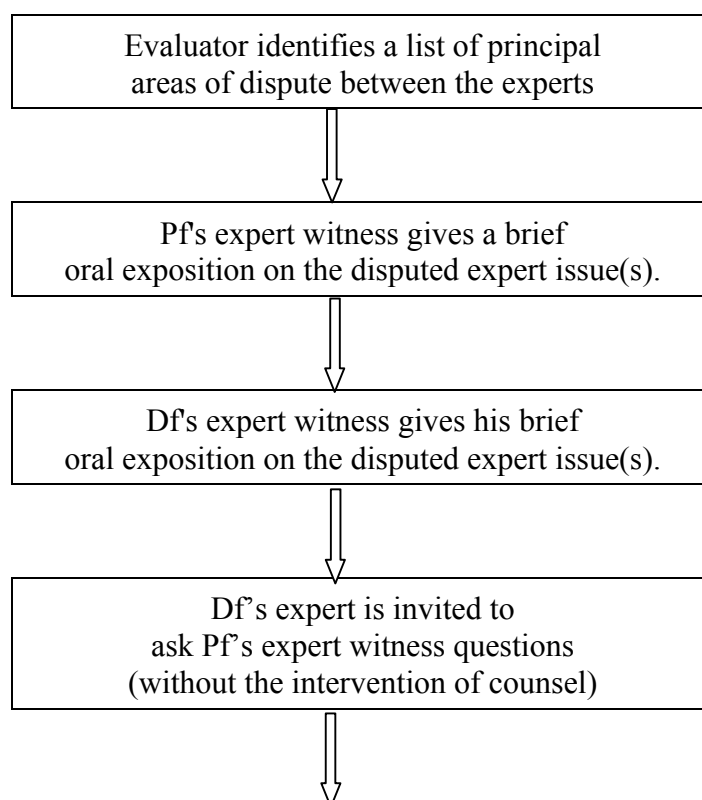 Evaluator identifies a list of principal
areas of dispute between the experts
Pf's expert witness gives a brief
oral exposition on the disputed expert issue(s).
Df's expert witness gives his brief
oral exposition on the disputed expert issue(s).
Df’s expert is invited to
ask Pf’s expert witness questions
(without the intervention of counsel)